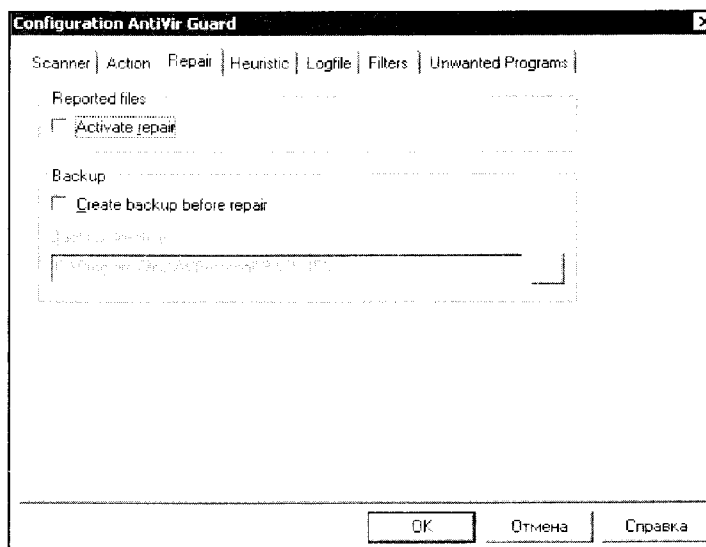 Configuration AntiVir Guard
Scanner Action Repair Heuristic Logfile Filters Unwanted Programs
Reported files
Activate repair
Backup
Create backup before repair
OK Отмена Справка